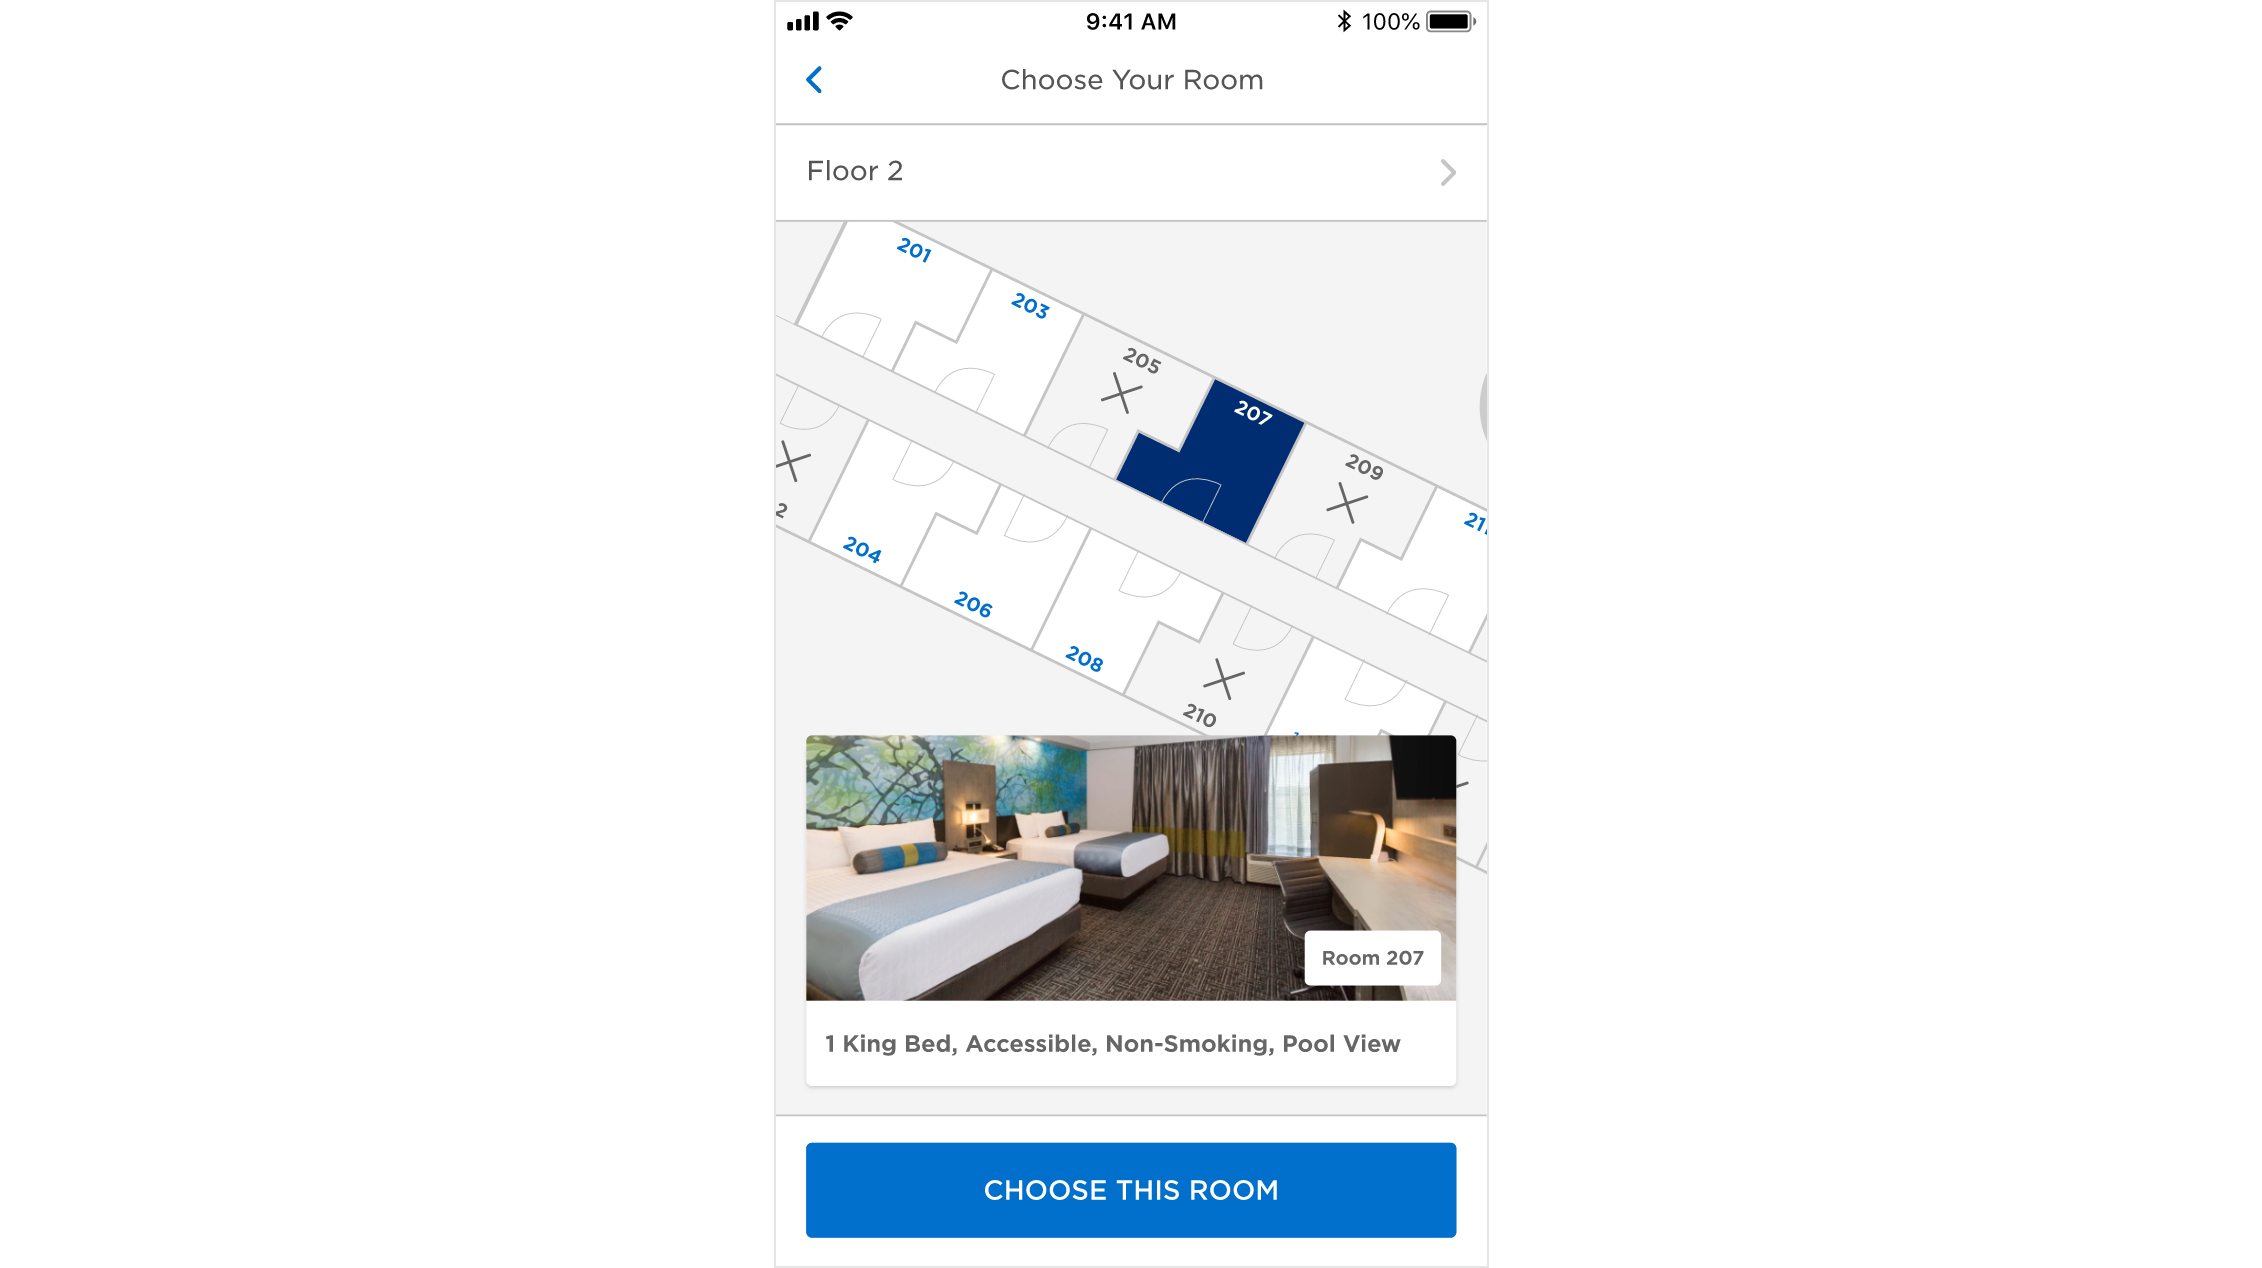 9:41 AM
100%
Choose Your Room
Floor 2
201
203
205
207
209
204
206
208
210
Room 207
1 King Bed, Accessible, Non-Smoking, Pool View
CHOOSE THIS ROOM